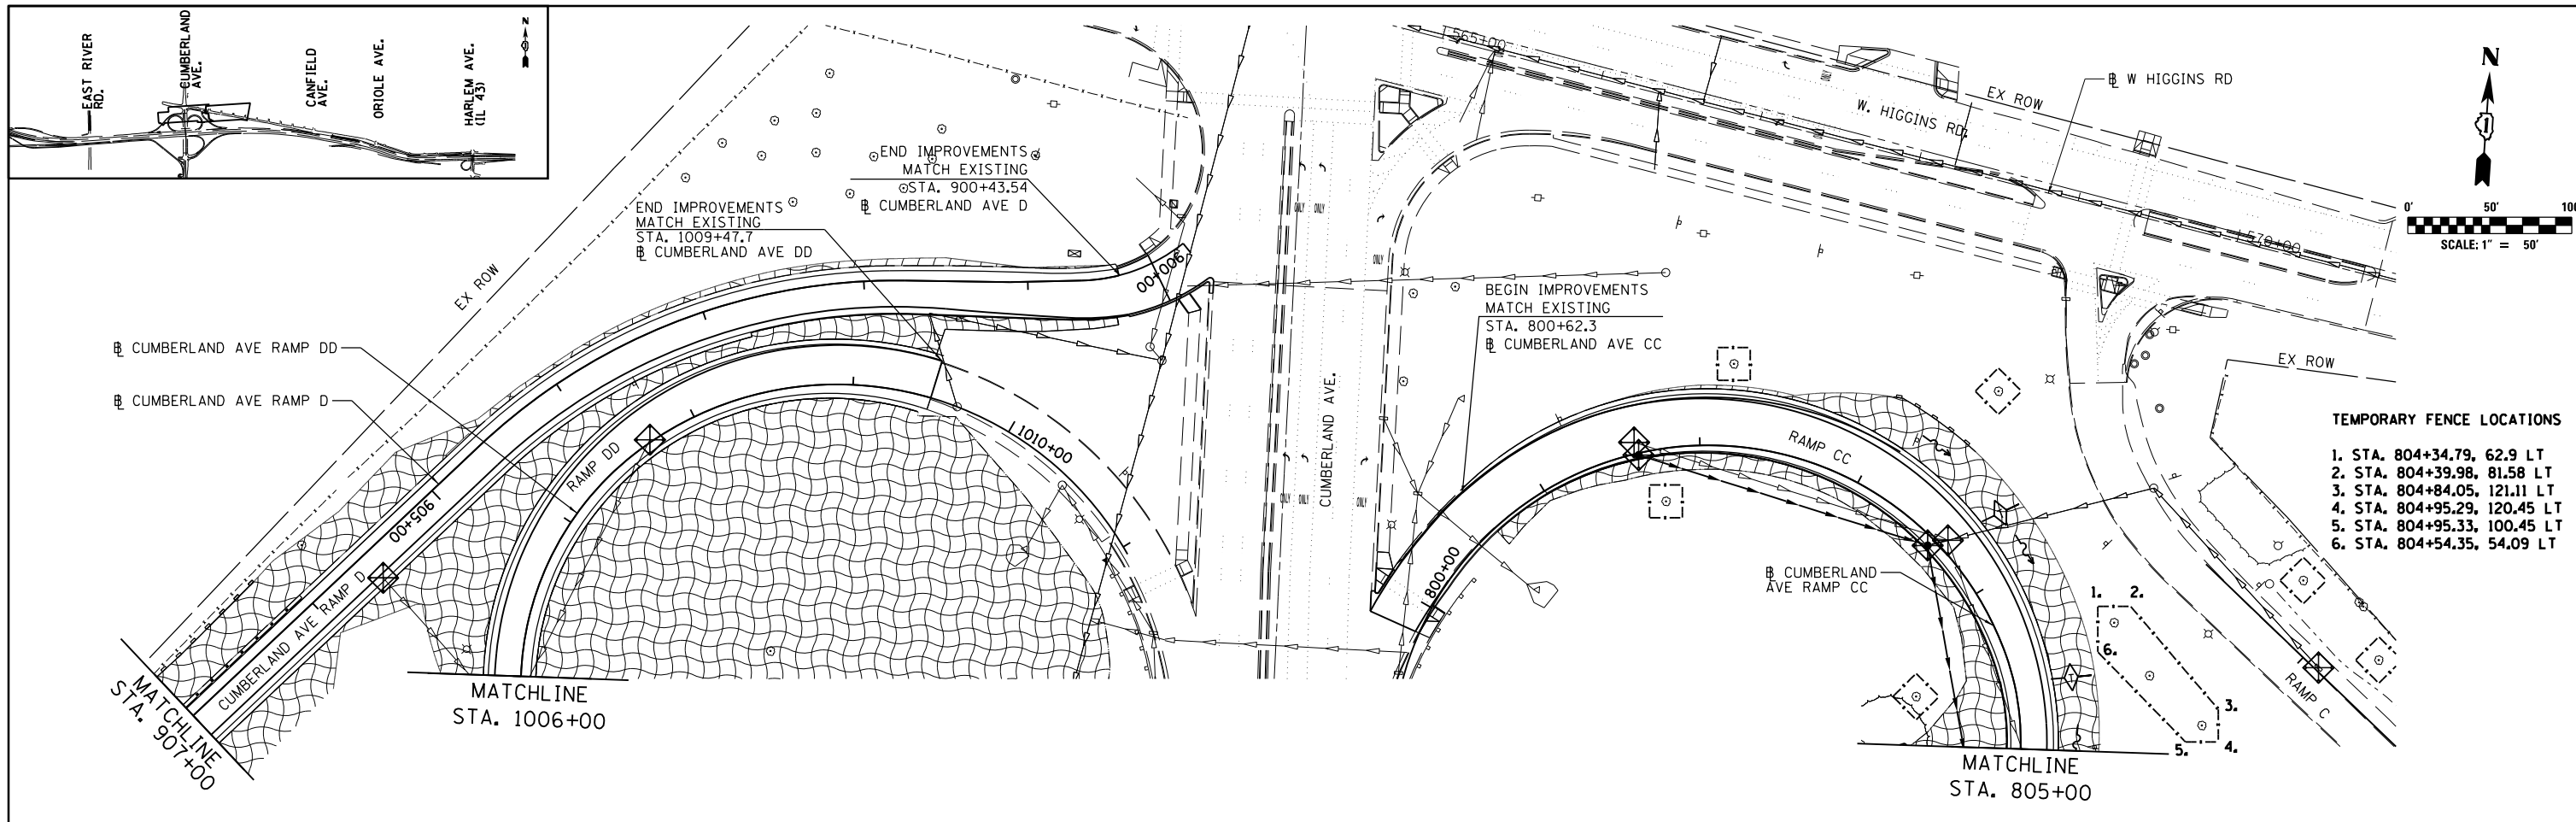 EAST RIVER
RD.
CUMBERLAND
AVE.
CANFIELD
AVE.
ORIOLE AVE.
HARLEM AVE.
(IL 43)
N
565+00
℄ W HIGGINS RD
EX ROW
W. HIGGINS RD.
570+00
N
0' 50' 100
SCALE: 1" = 50'
END IMPROVEMENTS
MATCH EXISTING
STA. 900+43.54
℄ CUMBERLAND AVE D
END IMPROVEMENTS
MATCH EXISTING
STA. 1009+47.7
℄ CUMBERLAND AVE DD
EX ROW
900+00
ONLY ONLY
ONLY
BEGIN IMPROVEMENTS
MATCH EXISTING
STA. 800+62.3
℄ CUMBERLAND AVE CC
℄ CUMBERLAND AVE RAMP DD
℄ CUMBERLAND AVE RAMP D
EX ROW
CUMBERLAND AVE.
1010+00
RAMP DD
RAMP CC
ONLY ONLY
ONLY
TEMPORARY FENCE LOCATIONS
1. STA. 804+34.79, 62.9 LT
2. STA. 804+39.98, 81.58 LT
3. STA. 804+84.05, 121.11 LT
4. STA. 804+95.29, 120.45 LT
5. STA. 804+95.33, 100.45 LT
6. STA. 804+54.35, 54.09 LT
905+00
800+00
℄ CUMBERLAND
AVE RAMP CC
1.
2.
6.
3.
5.
4.
CUMBERLAND AVE RAMP D
RAMP C
MATCHLINE
STA. 907+00
MATCHLINE
STA. 1006+00
MATCHLINE
STA. 805+00